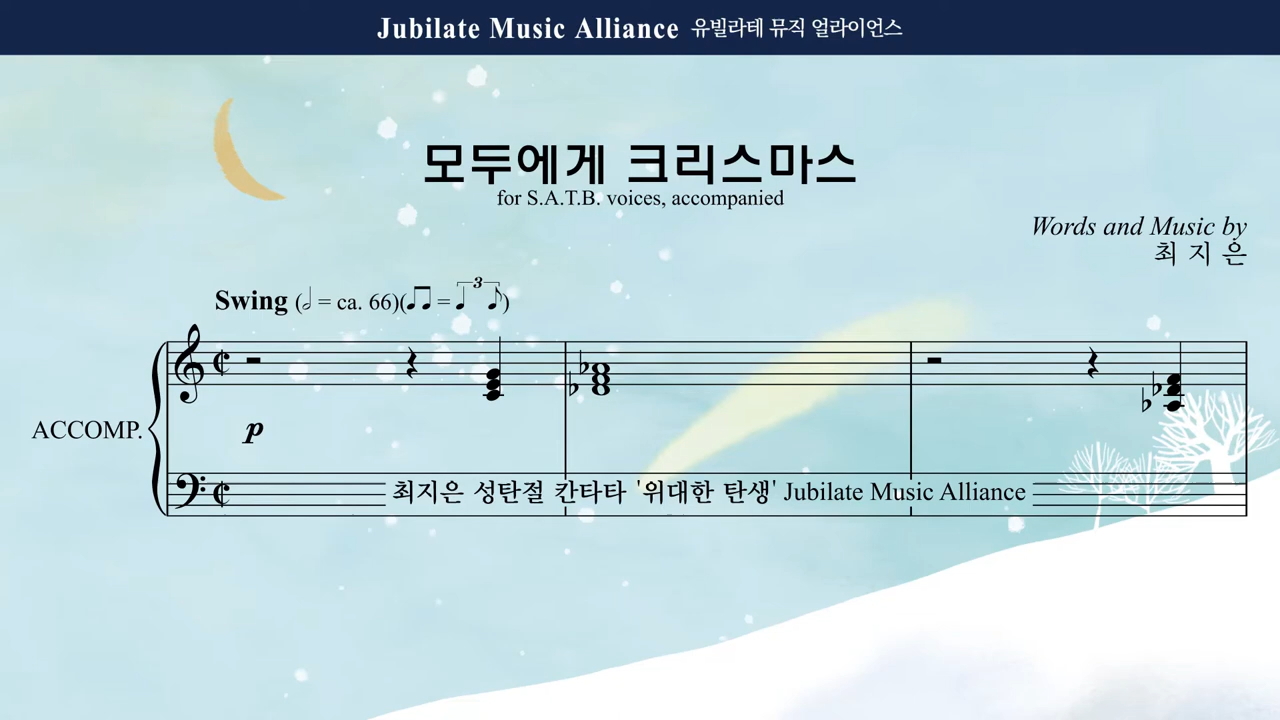 Jubilate Music Alliance 유빌라테 뮤직 얼라이언스
모두에게 크리스마스
for S.A.T.B. voices, accompanied
Words and Music by
최 지 은
Swing (𝅗𝅥 = ca. 66)(♫ = 3 ♩ ♪)
ACCOMP.
p
최지은 성탄절 칸타타 '위대한 탄생' Jubilate Music Alliance